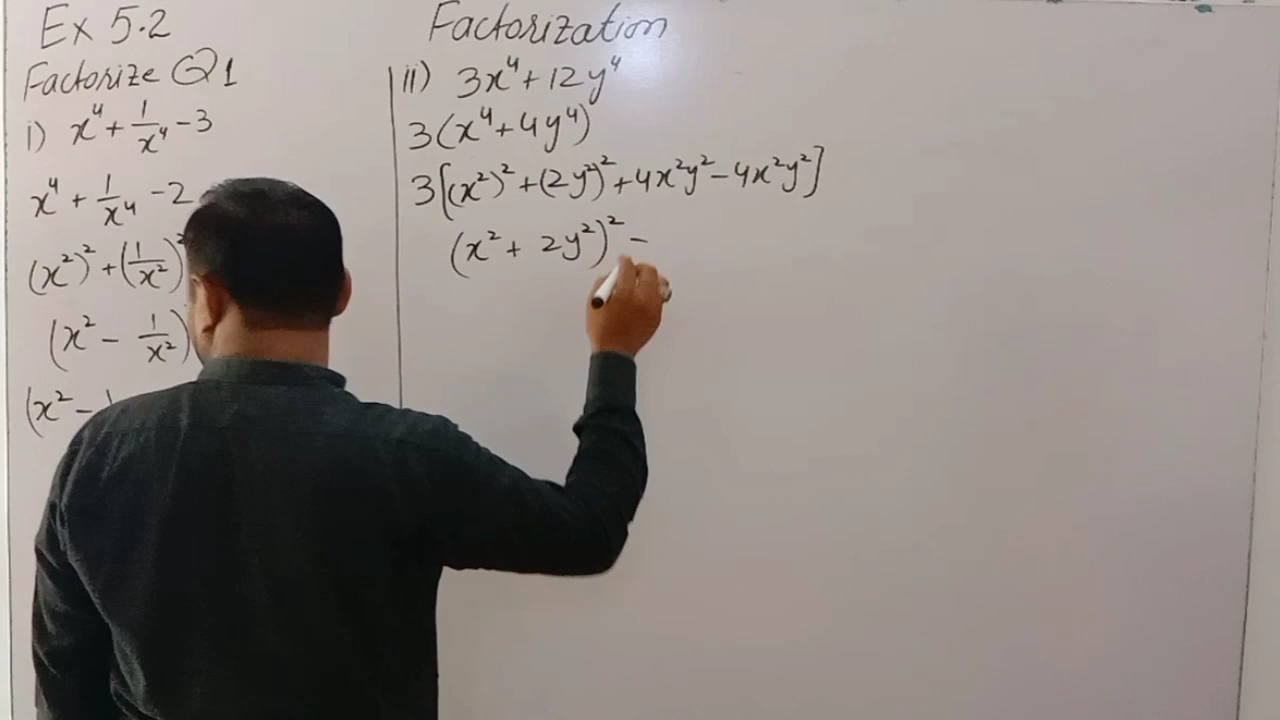 Ex 5.2
Factorize Q1
i) x⁴ + 1/x⁴ - 3
x⁴ + 1/x⁴ - 2
(x²)² + (1/x²)²
(x² - 1/x²)
(x² - 1
Factorization
ii) 3x⁴ + 12y⁴
3(x⁴ + 4y⁴)
3[(x²)² + (2y²)² + 4x²y² - 4x²y²]
(x² + 2y²)² -